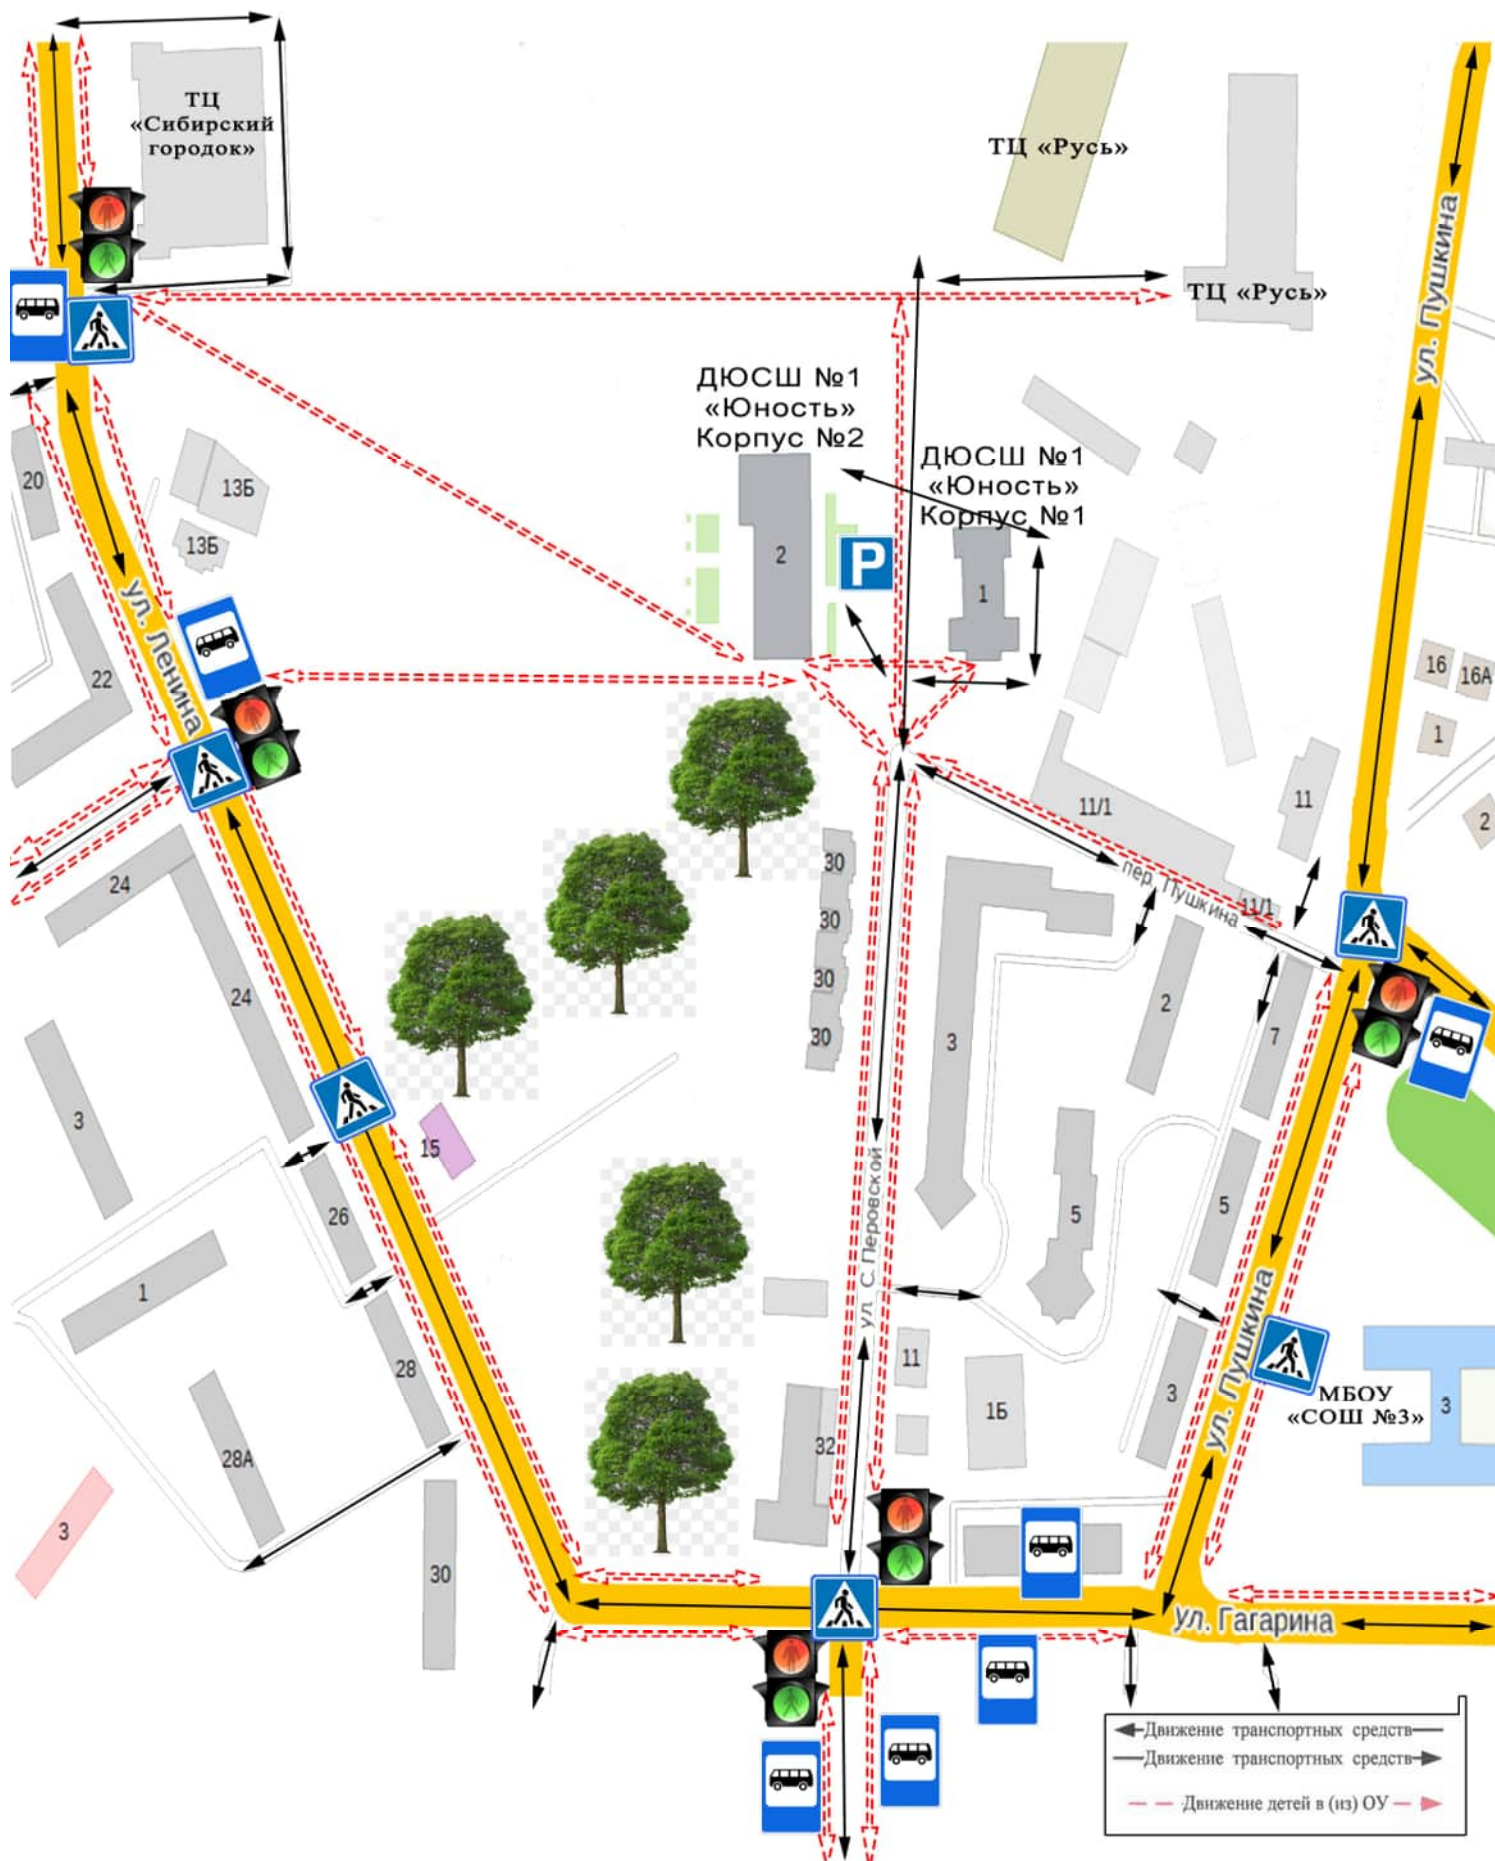 ТЦ
«Сибирский
городок»
ТЦ «Русь»
ТЦ «Русь»
ул. Пушкина
ДЮСШ №1
«Юность»
Корпус №2
ДЮСШ №1
«Юность»
Корпус №1
20
13Б
13Б
2
P
1
ул. Ленина
22
16
16А
1
11
2
11/1
пер. Пушкина
11/1
24
30
30
30
30
24
3
2
7
3
15
26
5
5
ул. С. Перовской
1
28
11
1Б
3
ул. Пушкина
МБОУ
«СОШ №3»
3
28А
32
3
30
ул. Гагарина
Движение транспортных средств
Движение транспортных средств
Движение детей в (из) ОУ